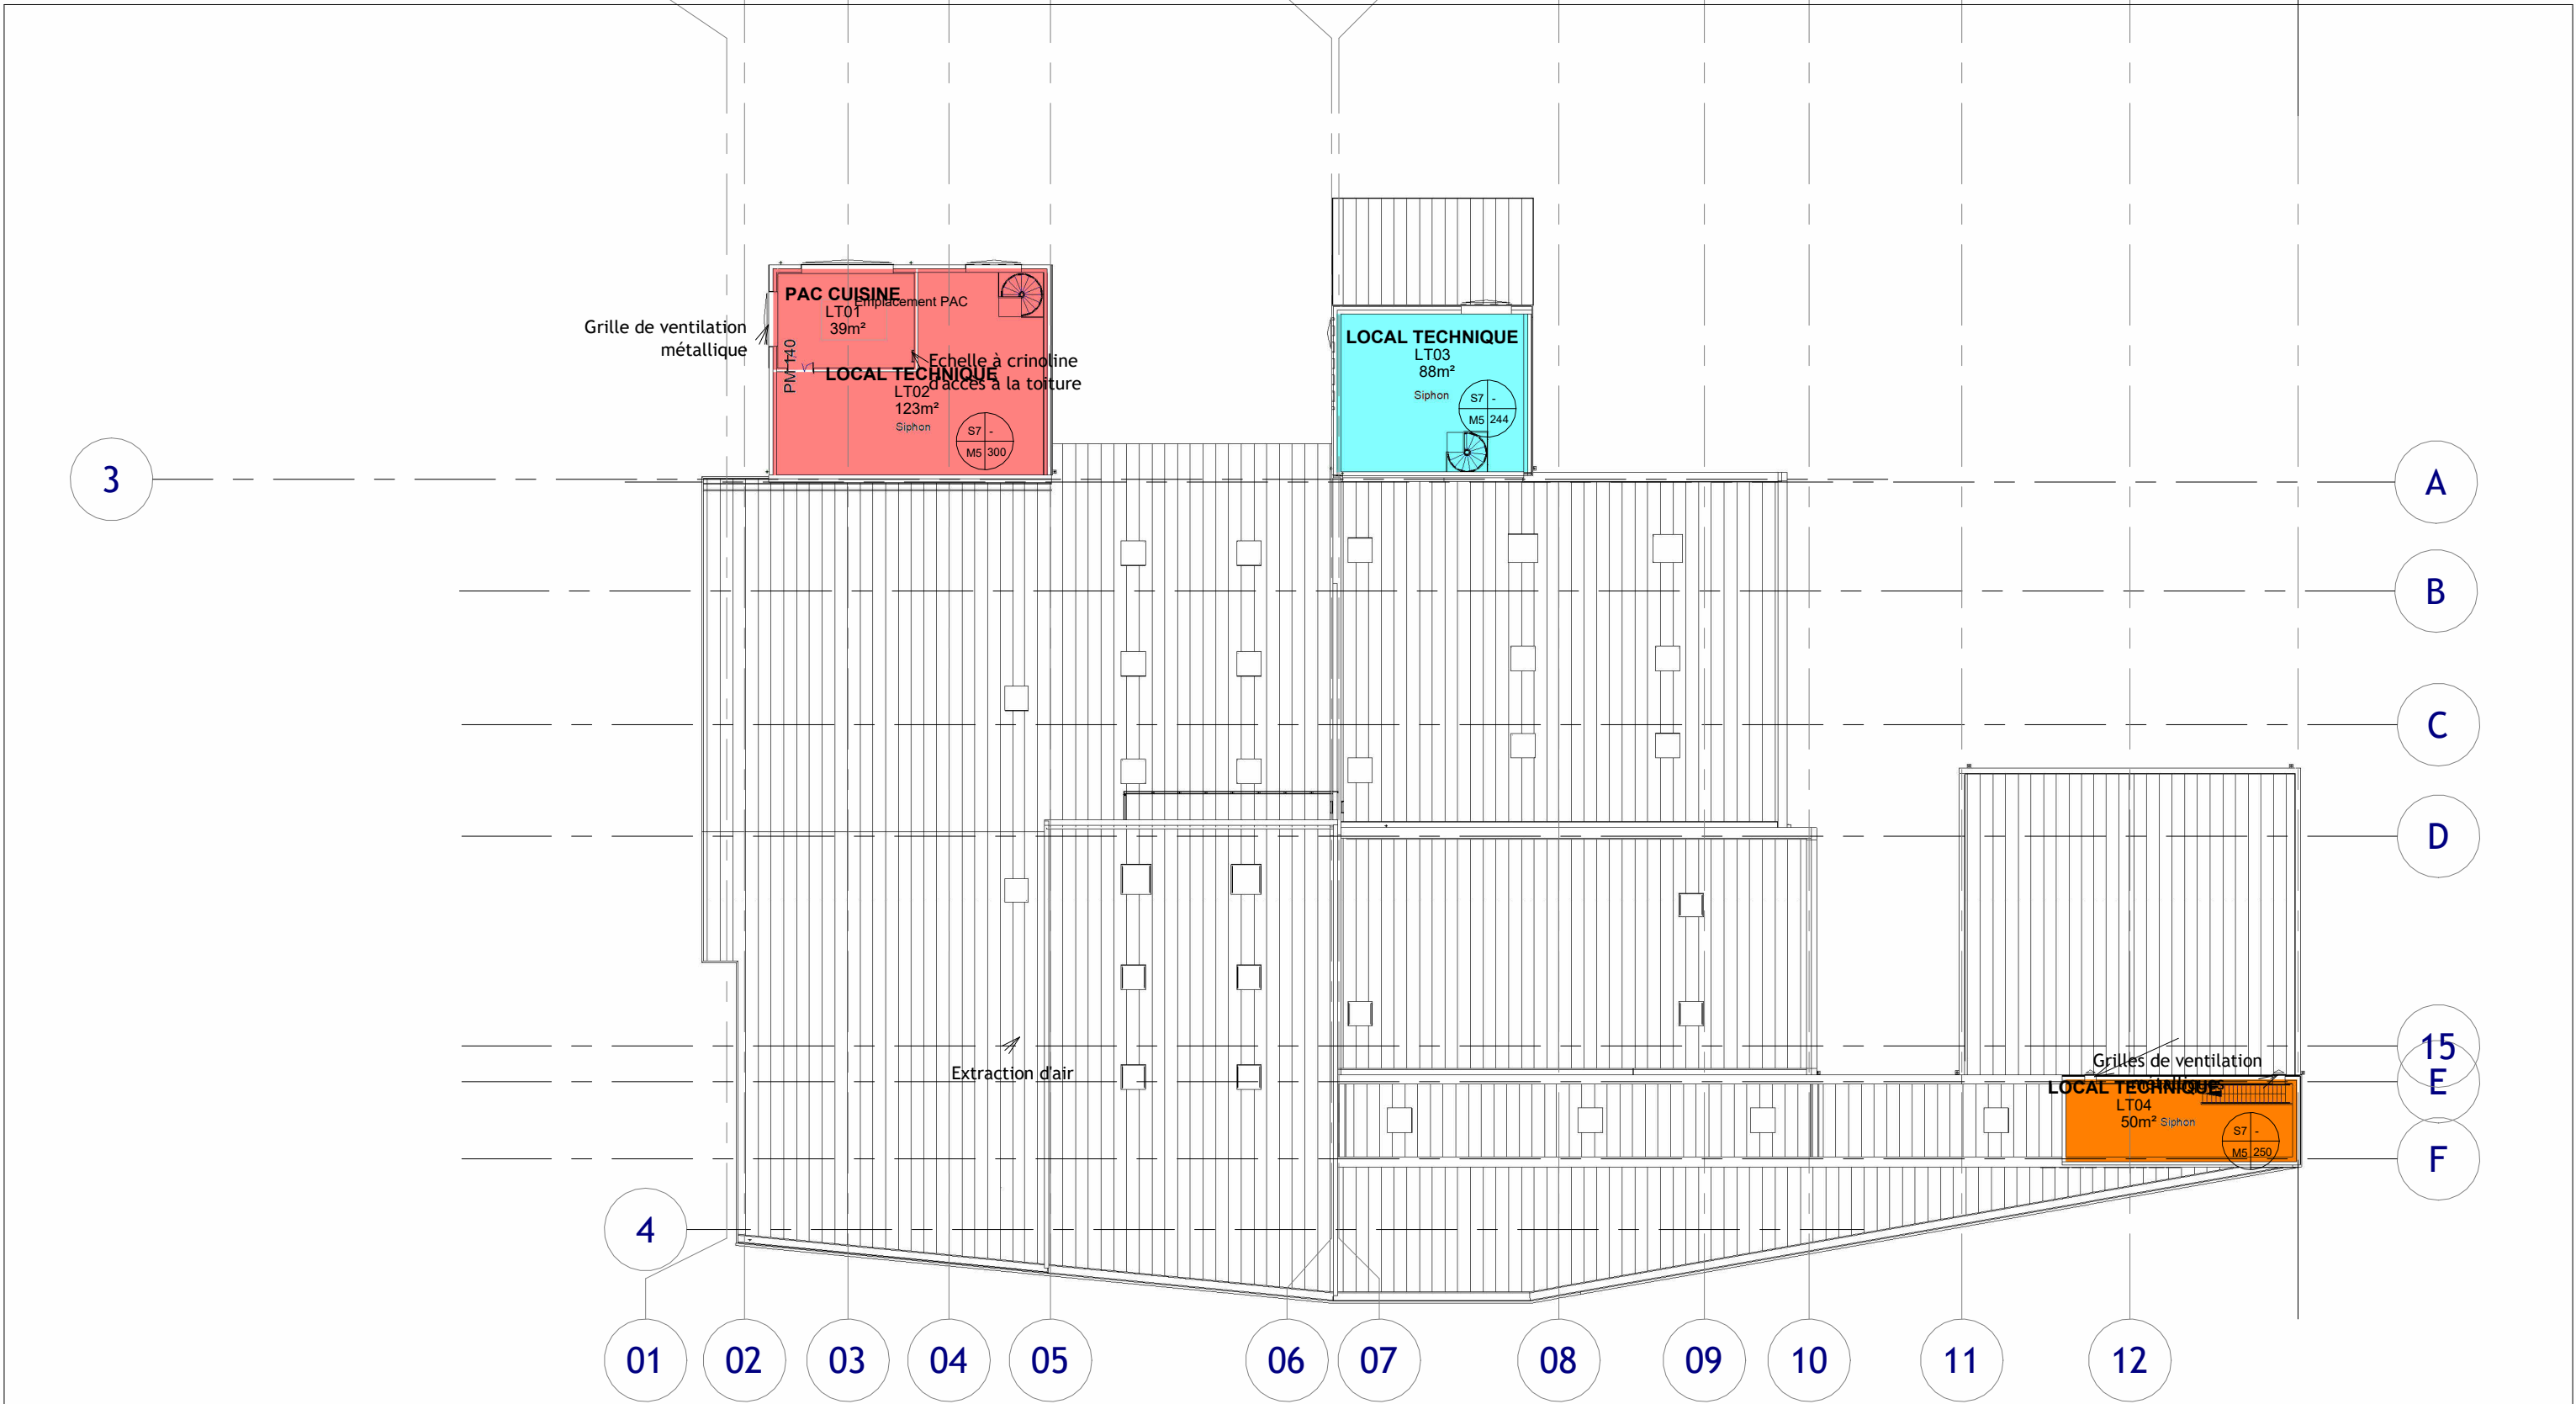 PAC CUISINE
Emplacement PAC
LT01
39m²
Grille de ventilation
métallique
PM 140
Echelle à crinoline
d'accès à la toiture
LOCAL TECHNIQUE
LT02
123m²
Siphon
S7 -
M5 300
LOCAL TECHNIQUE
LT03
88m²
Siphon
S7 -
M5 244
3
A
B
C
D
15
E
F
Extraction d'air
Grilles de ventilation
métalliques
LOCAL TECHNIQUE
LT04
50m² Siphon
S7 -
M5 250
4
01 02 03 04 05 06 07 08 09 10 11 12